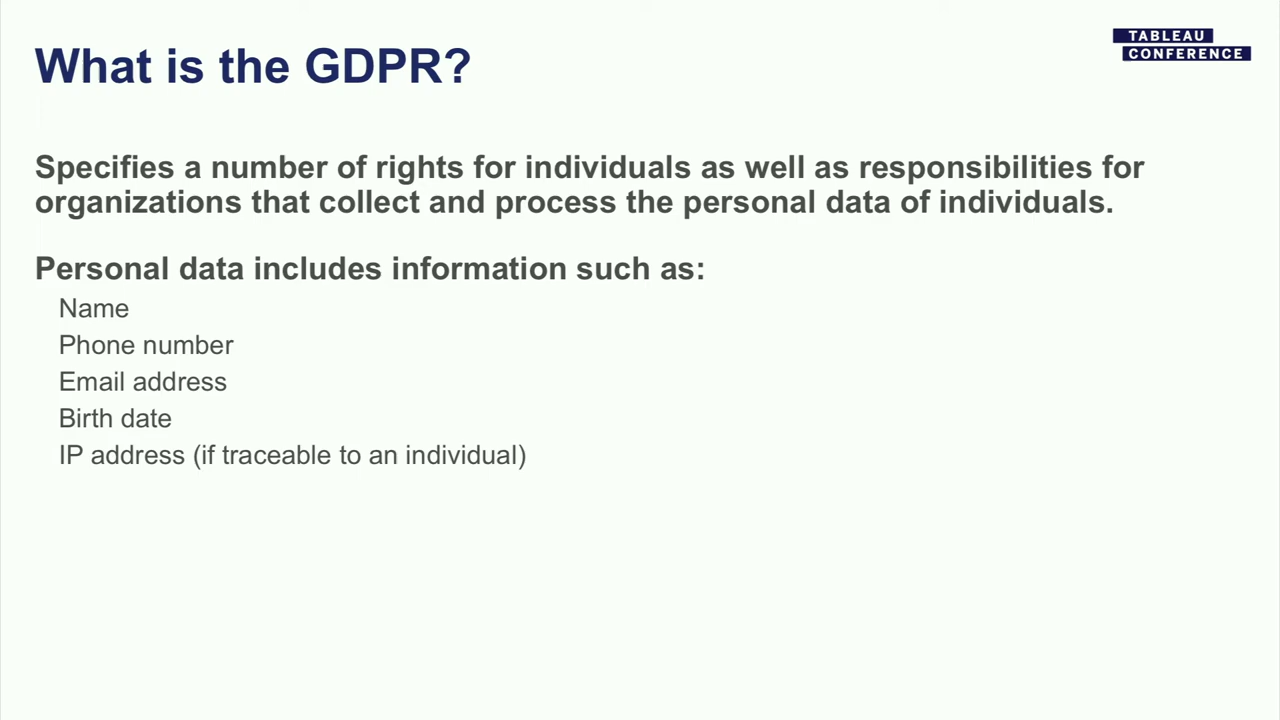 What is the GDPR?
TABLEAU
CONFERENCE
Specifies a number of rights for individuals as well as responsibilities for
organizations that collect and process the personal data of individuals.
Personal data includes information such as:
Name
Phone number
Email address
Birth date
IP address (if traceable to an individual)